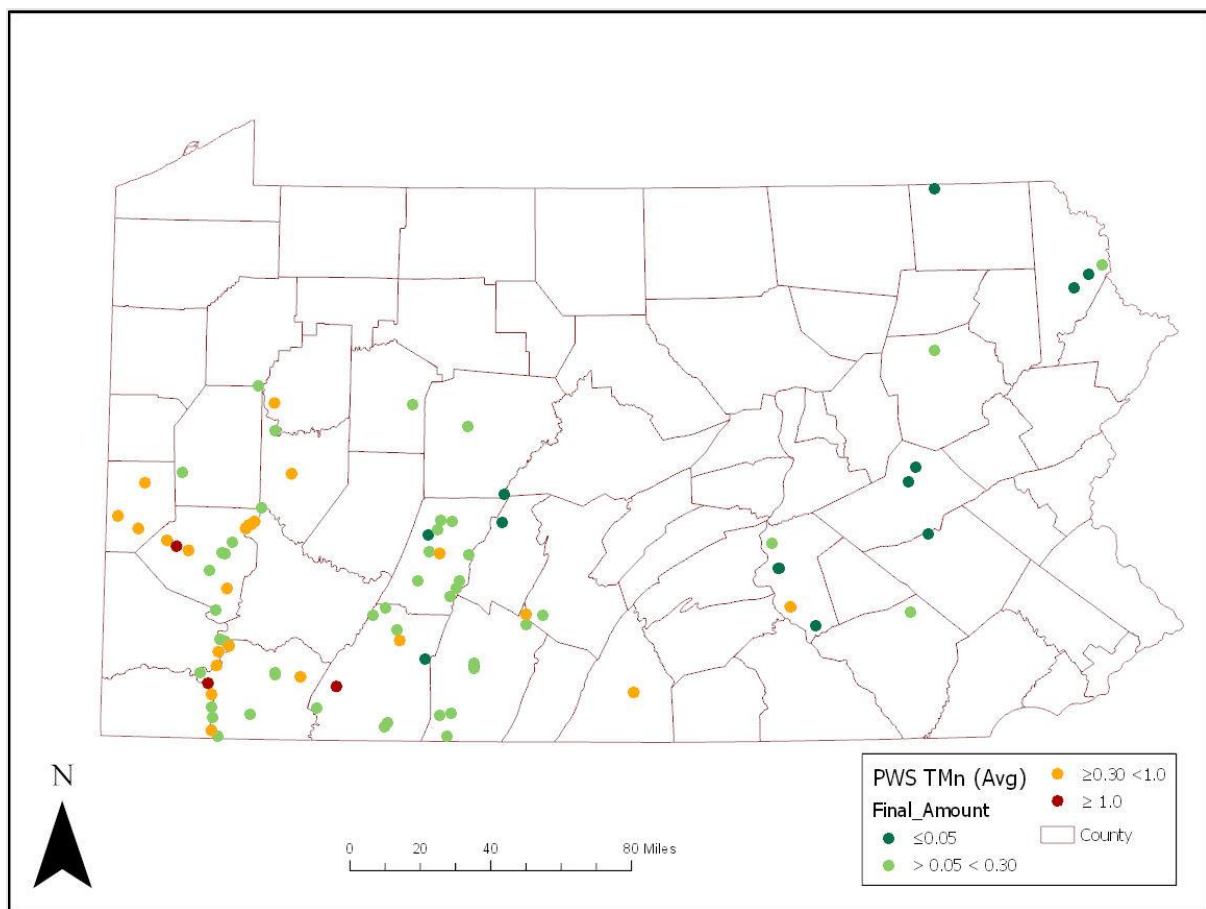 N
0 20 40 80 Miles
PWS TMn (Avg)
Final_Amount
≤0.05
> 0.05 < 0.30
≥0.30 <1.0
≥ 1.0
County